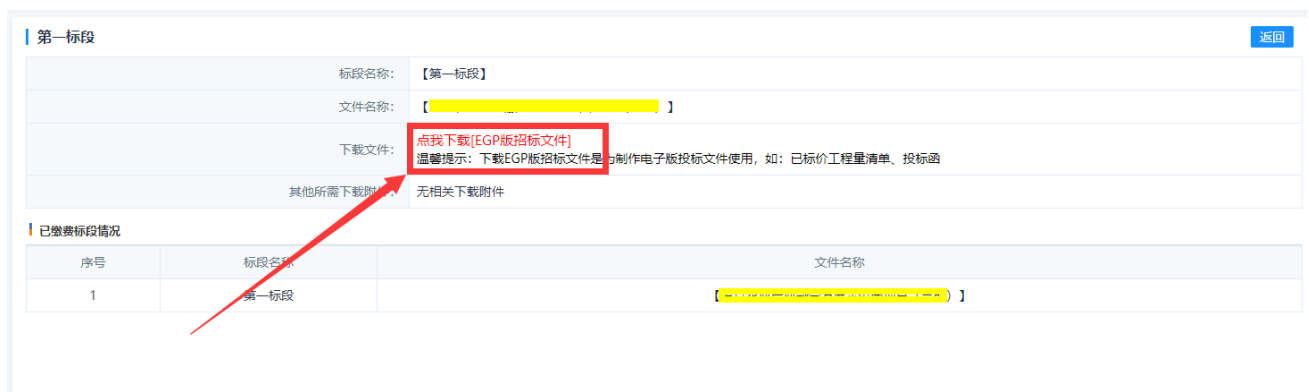 第一标段
返回
标段名称： 【第一标段】
文件名称： 【 】
下载文件： 点我下载[EGP版招标文件]
温馨提示：下载EGP版招标文件是为制作电子版投标文件使用，如：已标价工程量清单、投标函
其他所需下载附件： 无相关下载附件
已缴费标段情况
序号 标段名称 文件名称
1 第一标段 【 】